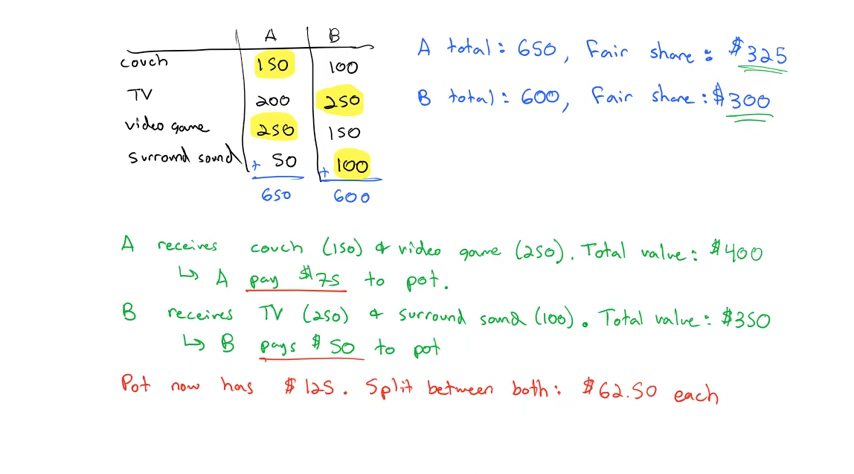 A B
couch 150 100
TV 200 250
video game 250 150
surround sound + 50 + 100
650 600
A total: 650, Fair share: $325
B total: 600, Fair share: $300
A receives couch (150) & video game (250). Total value: $400
↳ A pay $75 to pot.
B receives TV (250) & surround sound (100). Total value: $350
↳ B pays $50 to pot
Pot now has $125. Split between both: $62.50 each